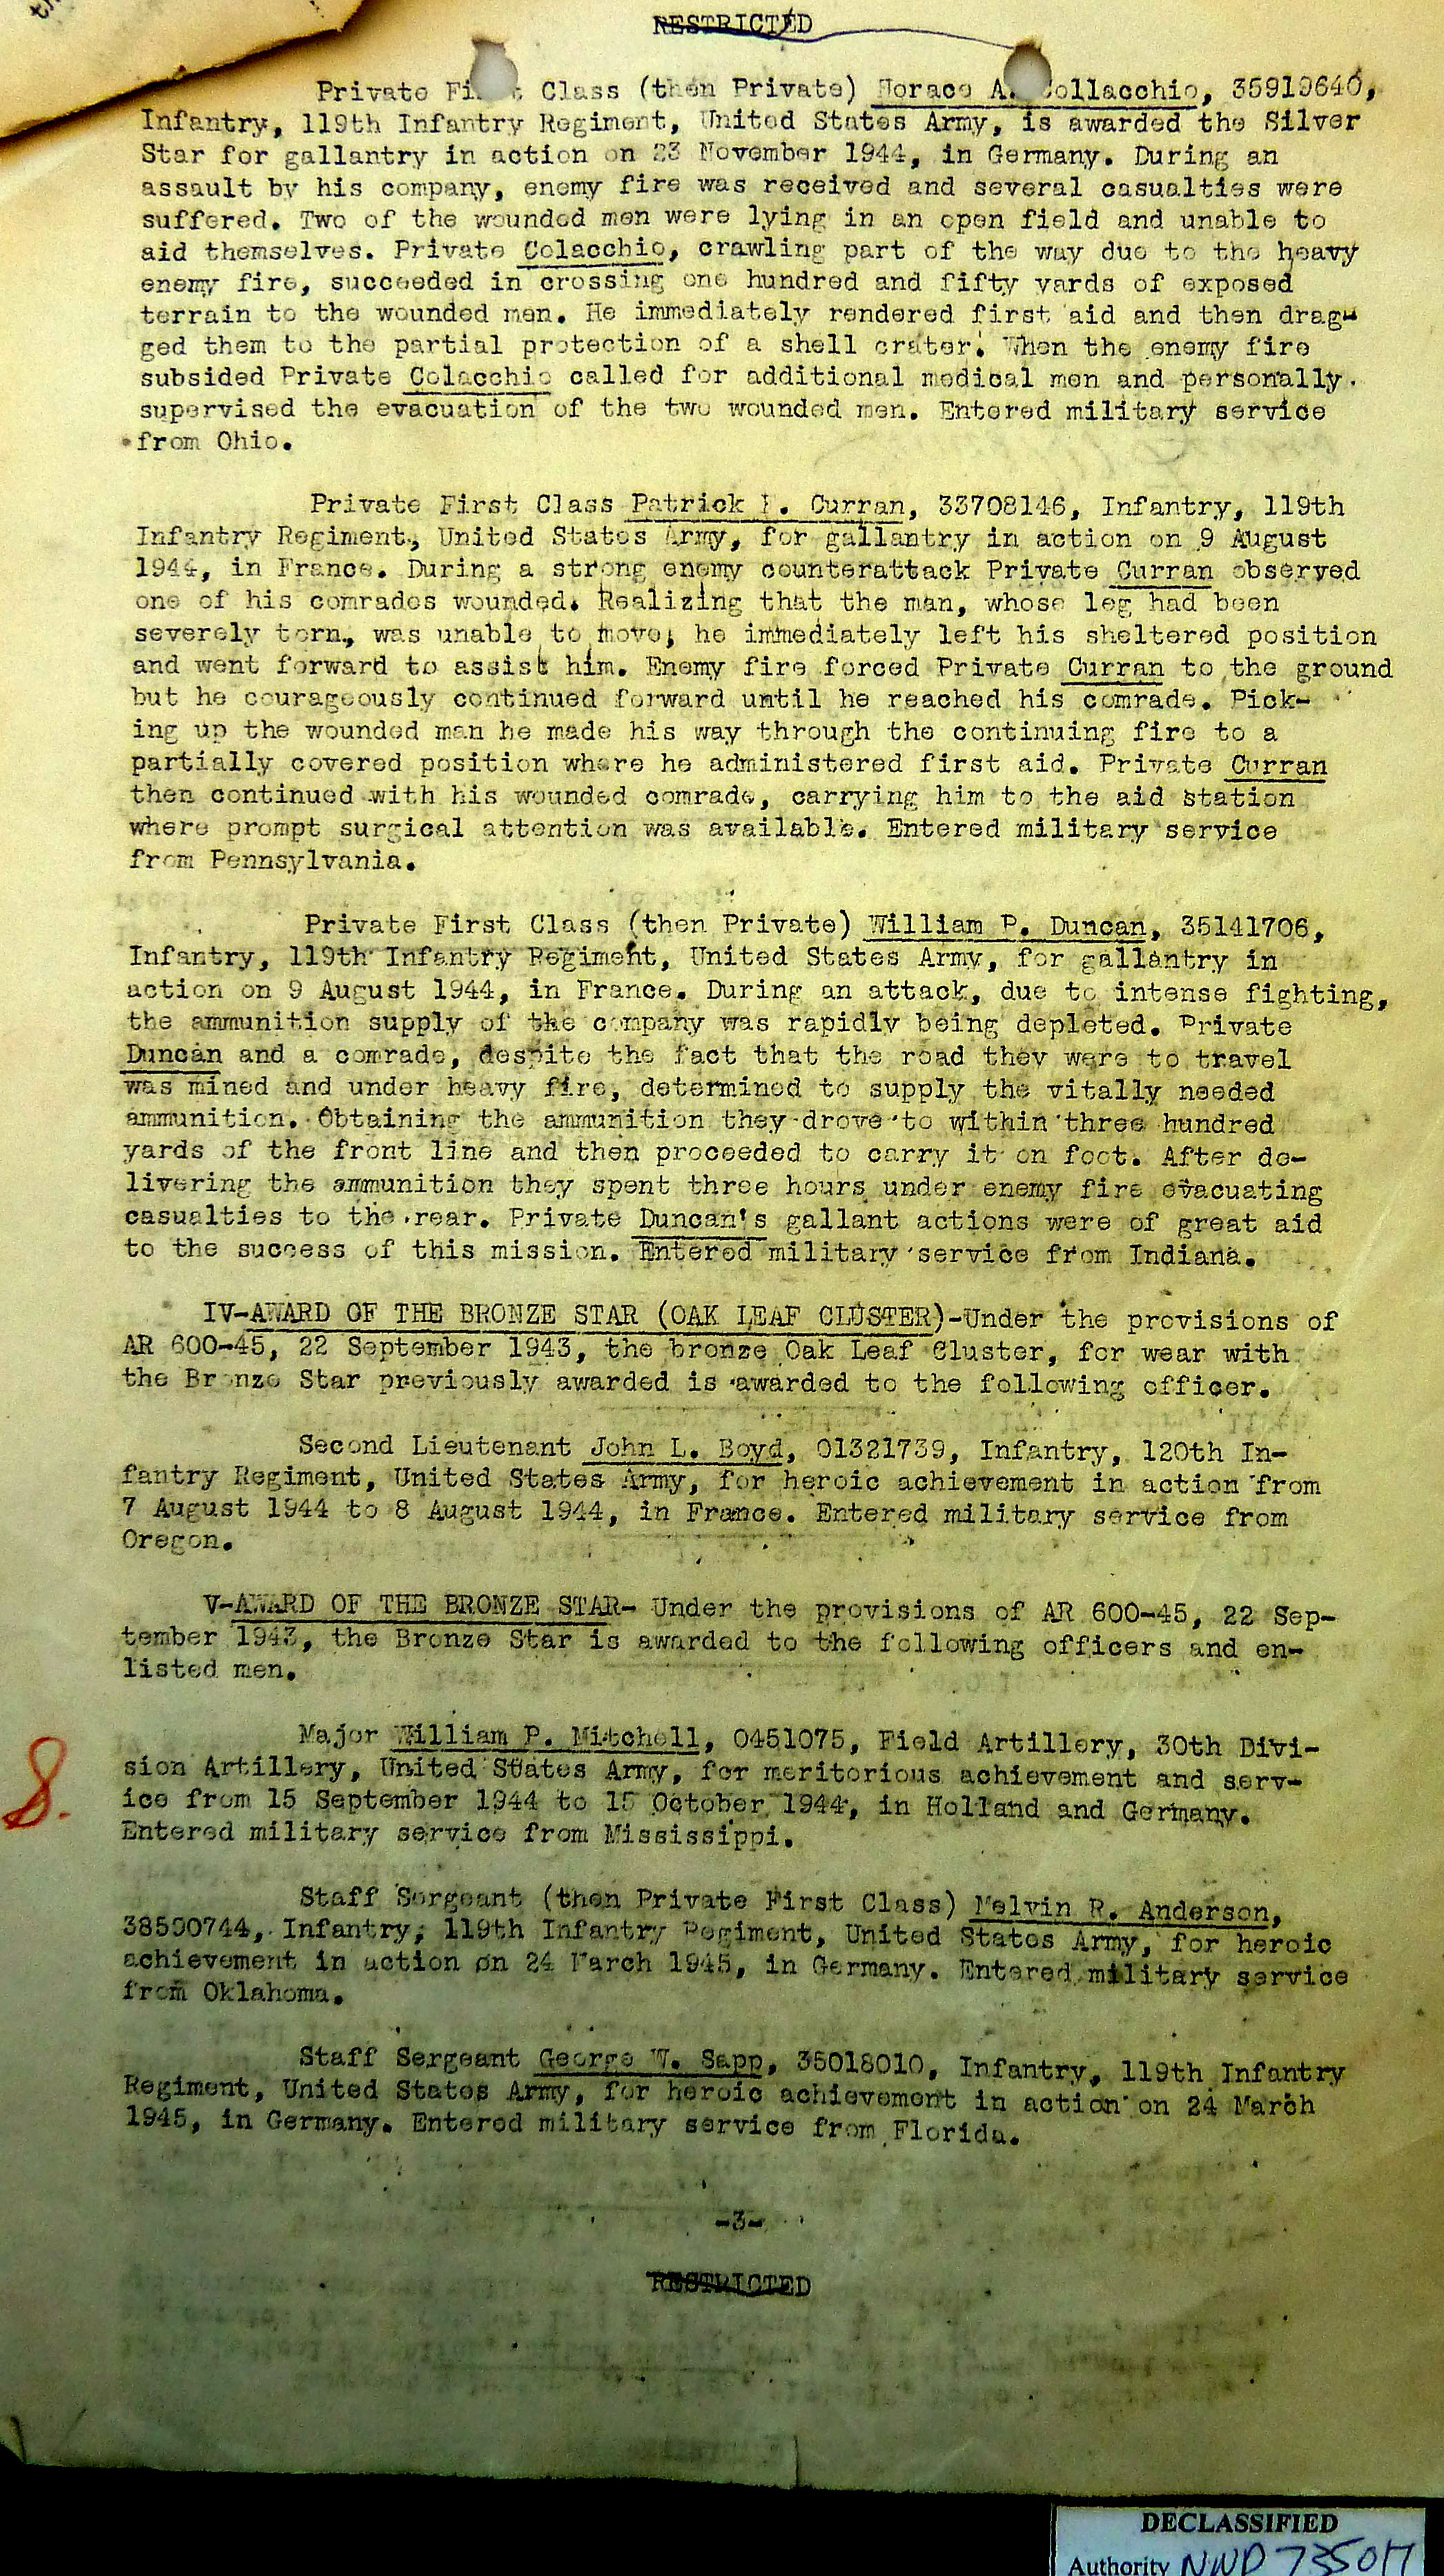 RESTRICTED
Private Fi t Class (then Private) Horace A. Collacchio, 35919640,
Infantry, 119th Infantry Regiment, United States Army, is awarded the Silver
Star for gallantry in action on 23 November 1944, in Germany. During an
assault by his company, enemy fire was received and several casualties were
suffered. Two of the wounded men were lying in an open field and unable to
aid themselves. Private Colacchio, crawling part of the way due to the heavy
enemy fire, succeeded in crossing one hundred and fifty yards of exposed
terrain to the wounded men. He immediately rendered first aid and then drag-
ged them to the partial protection of a shell crater. When the enemy fire
subsided Private Colacchio called for additional medical men and personally
supervised the evacuation of the two wounded men. Entered military service
from Ohio.
Private First Class Patrick . Curran, 33708146, Infantry, 119th
Infantry Regiment, United States Army, for gallantry in action on 9 August
1944, in France. During a strong enemy counterattack Private Curran observed
one of his comrades wounded. Realizing that the man, whose leg had been
severely torn, was unable to move, he immediately left his sheltered position
and went forward to assist him. Enemy fire forced Private Curran to the ground
but he courageously continued forward until he reached his comrade. Pick-
ing up the wounded man he made his way through the continuing fire to a
partially covered position where he administered first aid. Private Curran
then continued with his wounded comrade, carrying him to the aid station
where prompt surgical attention was available. Entered military service
from Pennsylvania.
Private First Class (then Private) William P. Duncan, 35141706,
Infantry, 119th Infantry Regiment, United States Army, for gallantry in
action on 9 August 1944, in France. During an attack, due to intense fighting,
the ammunition supply of the company was rapidly being depleted. Private
Duncan and a comrade, despite the fact that the road they were to travel
was mined and under heavy fire, determined to supply the vitally needed
ammunition. Obtaining the ammunition they drove to within three hundred
yards of the front line and then proceeded to carry it on foot. After de-
livering the ammunition they spent three hours under enemy fire evacuating
casualties to the rear. Private Duncan's gallant actions were of great aid
to the success of this mission. Entered military service from Indiana.
IV-AWARD OF THE BRONZE STAR (OAK LEAF CLUSTER)-Under the provisions of
AR 600-45, 22 September 1943, the bronze Oak Leaf Cluster, for wear with
the Bronze Star previously awarded is awarded to the following officer.
Second Lieutenant John L. Boyd, 01321739, Infantry, 120th In-
fantry Regiment, United States Army, for heroic achievement in action from
7 August 1944 to 8 August 1944, in France. Entered military service from
Oregon.
V-AWARD OF THE BRONZE STAR- Under the provisions of AR 600-45, 22 Sep-
tember 1943, the Bronze Star is awarded to the following officers and en-
listed men.
Major William P. Mitchell, 0451075, Field Artillery, 30th Divi-
sion Artillery, United States Army, for meritorious achievement and serv-
ice from 15 September 1944 to 15 October 1944, in Holland and Germany.
Entered military service from Mississippi.
8.
Staff Sergeant (then Private First Class) Melvin R. Anderson,
38590744, Infantry, 119th Infantry Regiment, United States Army, for heroic
achievement in action on 24 March 1945, in Germany. Entered military service
from Oklahoma.
Staff Sergeant George W. Sapp, 35018010, Infantry, 119th Infantry
Regiment, United States Army, for heroic achievement in action on 24 March
1945, in Germany. Entered military service from Florida.
-3-
RESTRICTED
DECLASSIFIED
Authority NND 735017